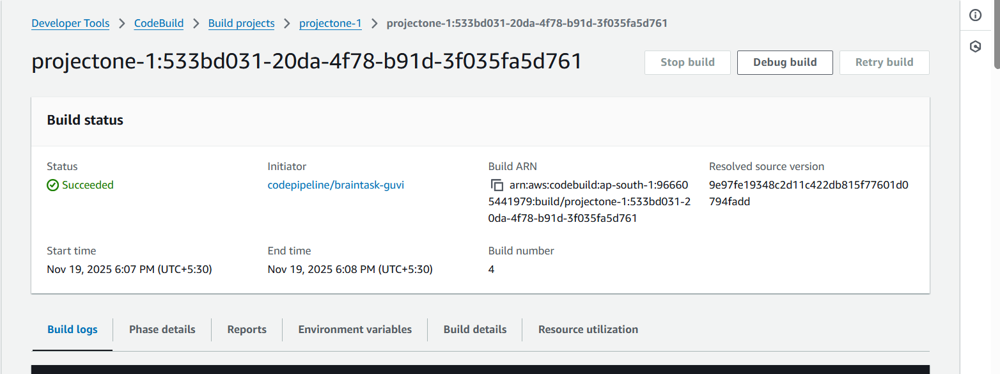 Developer Tools > CodeBuild > Build projects > projectone-1 > projectone-1:533bd031-20da-4f78-b91d-3f035fa5d761
projectone-1:533bd031-20da-4f78-b91d-3f035fa5d761
Stop build
Debug build
Retry build
Build status
Status
Succeeded
Initiator
codepipeline/braintask-guvi
Build ARN
arn:aws:codebuild:ap-south-1:96660
5441979:build/projectone-1:533bd031-2
0da-4f78-b91d-3f035fa5d761
Resolved source version
9e97fe19348c2d11c422db815f77601d0
794fadd
Start time
Nov 19, 2025 6:07 PM (UTC+5:30)
End time
Nov 19, 2025 6:08 PM (UTC+5:30)
Build number
4
Build logs
Phase details
Reports
Environment variables
Build details
Resource utilization